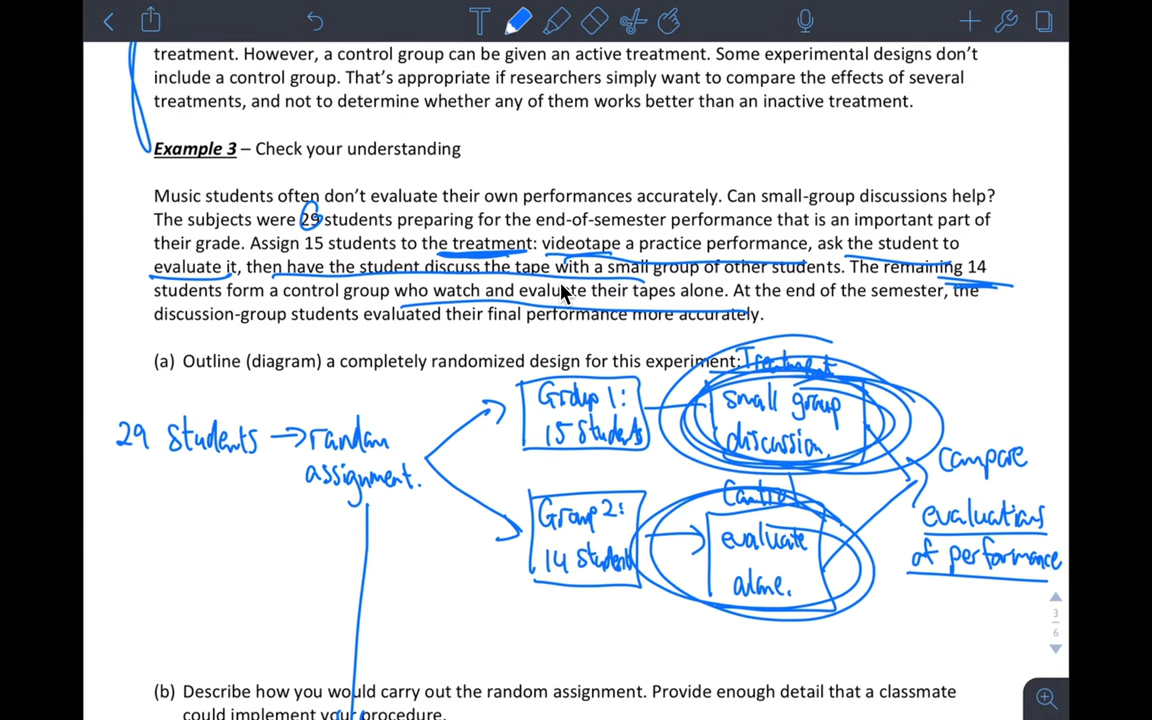 treatment. However, a control group can be given an active treatment. Some experimental designs don't
include a control group. That's appropriate if researchers simply want to compare the effects of several
treatments, and not to determine whether any of them works better than an inactive treatment.
Example 3 – Check your understanding
Music students often don't evaluate their own performances accurately. Can small-group discussions help?
The subjects were 29 students preparing for the end-of-semester performance that is an important part of
their grade. Assign 15 students to the treatment: videotape a practice performance, ask the student to
evaluate it, then have the student discuss the tape with a small group of other students. The remaining 14
students form a control group who watch and evaluate their tapes alone. At the end of the semester, the
discussion-group students evaluated their final performance more accurately.
(a) Outline (diagram) a completely randomized design for this experiment:
29 students → random
assignment.
Group 1:
15 students
Treatment
small group
discussion.
Group 2:
14 student
Control
evaluate
alone.
Compare
evaluations
of performance
3
6
(b) Describe how you would carry out the random assignment. Provide enough detail that a classmate
could implement your procedure.